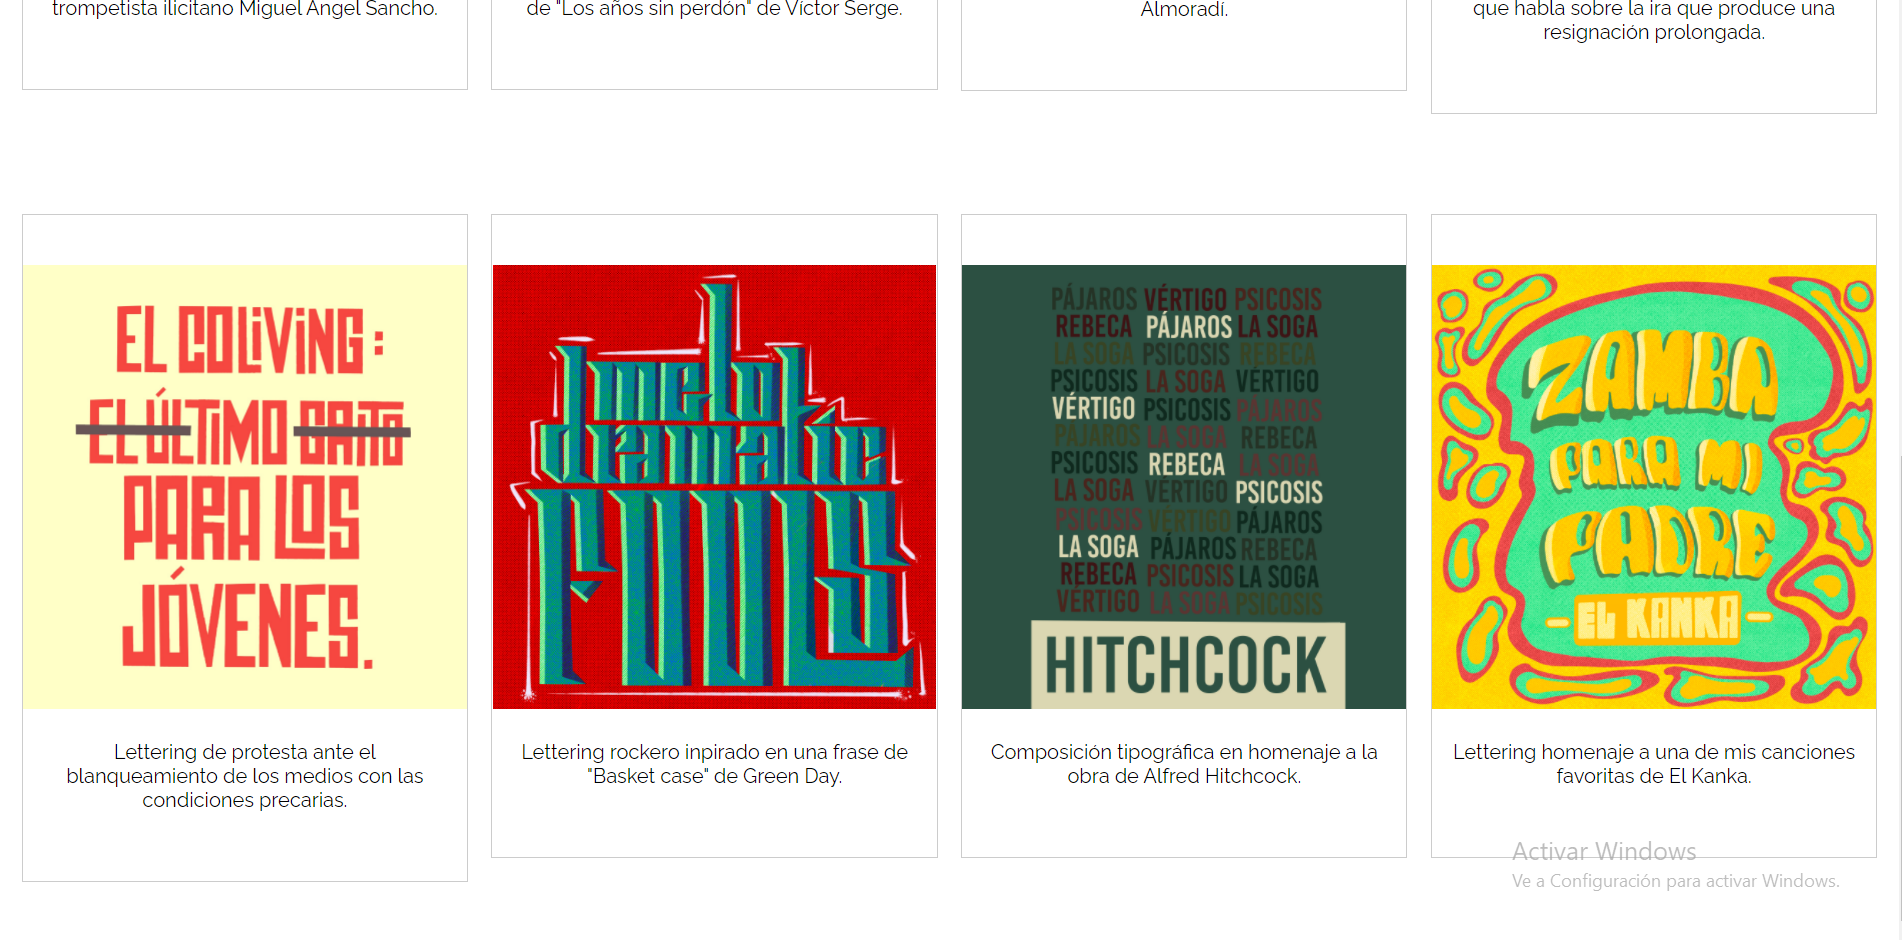 trompetista ilicitano Miguel Ángel Sancho.
de "Los años sin perdón" de Víctor Serge.
Almoradí.
que habla sobre la ira que produce una
resignación prolongada.
EL COLiViNG:
EL ÚLTIMO GRITO
PARA LOS
JÓVENES.
Lettering de protesta ante el
blanqueamiento de los medios con las
condiciones precarias.
melo
dramatic
FOOLS
Lettering rockero inpirado en una frase de
"Basket case" de Green Day.
PÁJAROS VÉRTIGO PSICOSIS
REBECA PÁJAROS LA SOGA
LA SOGA PSICOSIS REBECA
PSICOSIS LA SOGA VÉRTIGO
VÉRTIGO PSICOSIS PÁJAROS
PÁJAROS LA SOGA REBECA
PSICOSIS REBECA LA SOGA
LA SOGA VÉRTIGO PSICOSIS
PSICOSIS VÉRTIGO PÁJAROS
LA SOGA PÁJAROS REBECA
REBECA PSICOSIS LA SOGA
VÉRTIGO LA SOGA PSICOSIS
HITCHCOCK
Composición tipográfica en homenaje a la
obra de Alfred Hitchcock.
ZAMBA
PARA MI
PADRE
- EL KANKA -
Lettering homenaje a una de mis canciones
favoritas de El Kanka.
Activar Windows
Ve a Configuración para activar Windows.